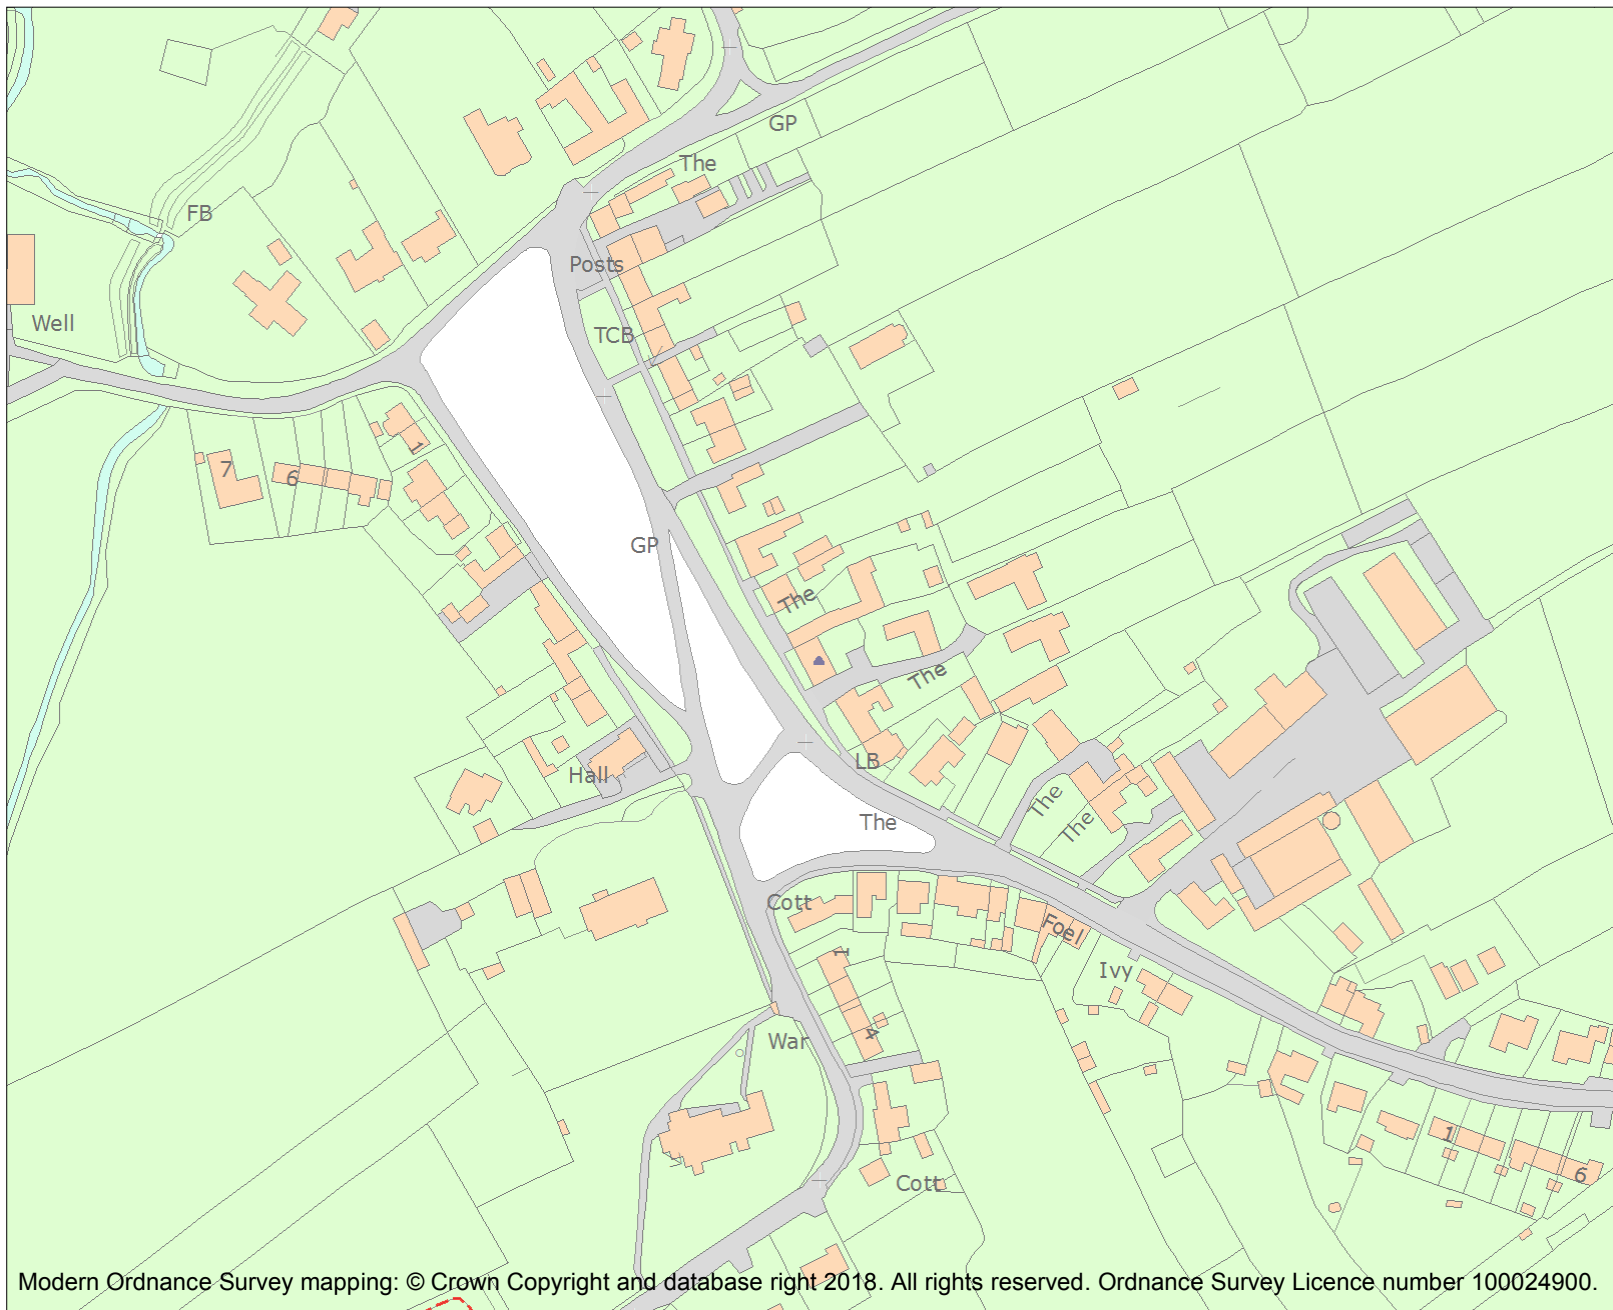 GP
The
FB
Posts
Well
TCB
1
7
6
GP
The
The
LB
Hall
The
The
The
Cott
Foel
1
Ivy
4
War
1
6
Cott
Modern Ordnance Survey mapping: © Crown Copyright and database right 2018. All rights reserved. Ordnance Survey Licence number 100024900.